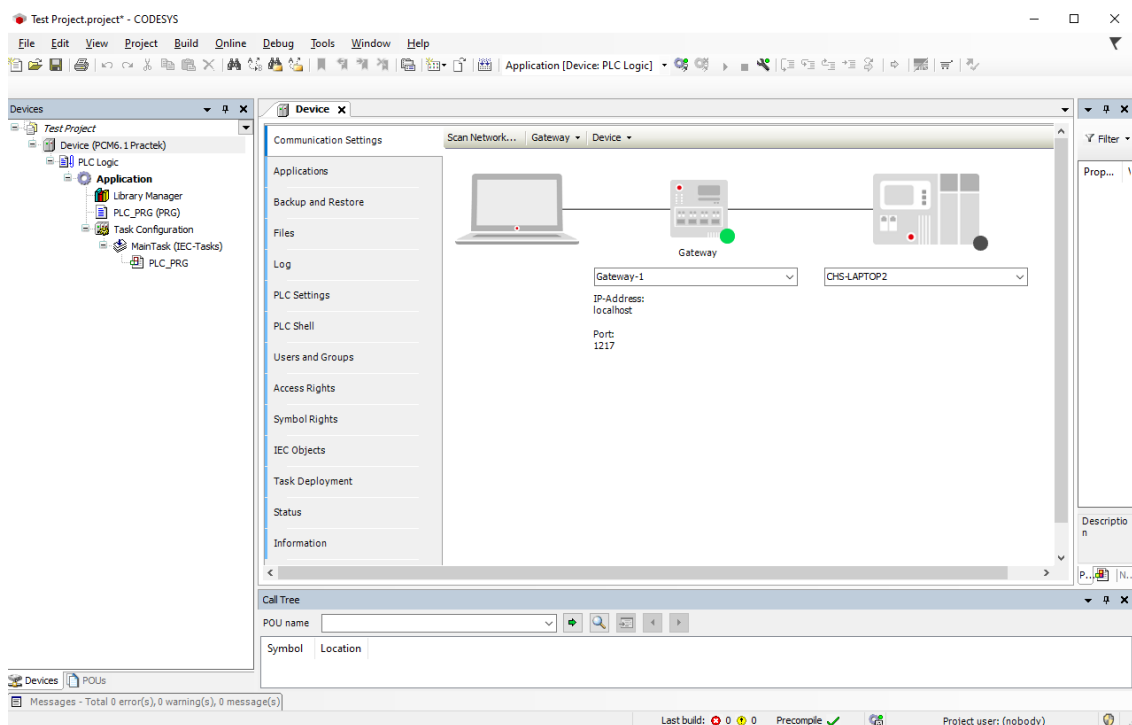 Test Project.project* - CODESYS
File Edit View Project Build Online Debug Tools Window Help
Application [Device: PLC Logic]
Devices
Test Project
Device (PCM6.1 Practek)
PLC Logic
Application
Library Manager
PLC_PRG (PRG)
Task Configuration
MainTask (IEC-Tasks)
PLC_PRG
Devices
POUs
Device
Communication Settings
Applications
Backup and Restore
Files
Log
PLC Settings
PLC Shell
Users and Groups
Access Rights
Symbol Rights
IEC Objects
Task Deployment
Status
Information
Scan Network... Gateway Device
Gateway
Gateway-1
CHS-LAPTOP2
IP-Address:
localhost
Port:
1217
Filter
Prop... V
Descriptio
n
P... N...
Call Tree
POU name
Symbol Location
Messages - Total 0 error(s), 0 warning(s), 0 message(s)
Last build: 0 0 Precompile Project user: (nobody)